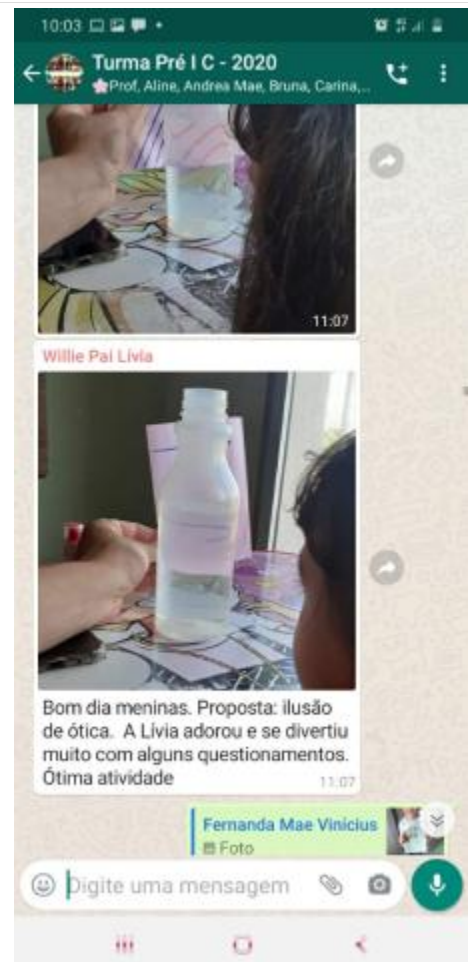 10:03
Turma Pré I C - 2020
Prof, Aline, Andrea Mae, Bruna, Carina,...
11:07
Willie Pai Lívia
Bom dia meninas. Proposta: ilusão
de ótica. A Lívia adorou e se divertiu
muito com alguns questionamentos.
Ótima atividade
11:07
Fernanda Mae Vinicius
Foto
Digite uma mensagem